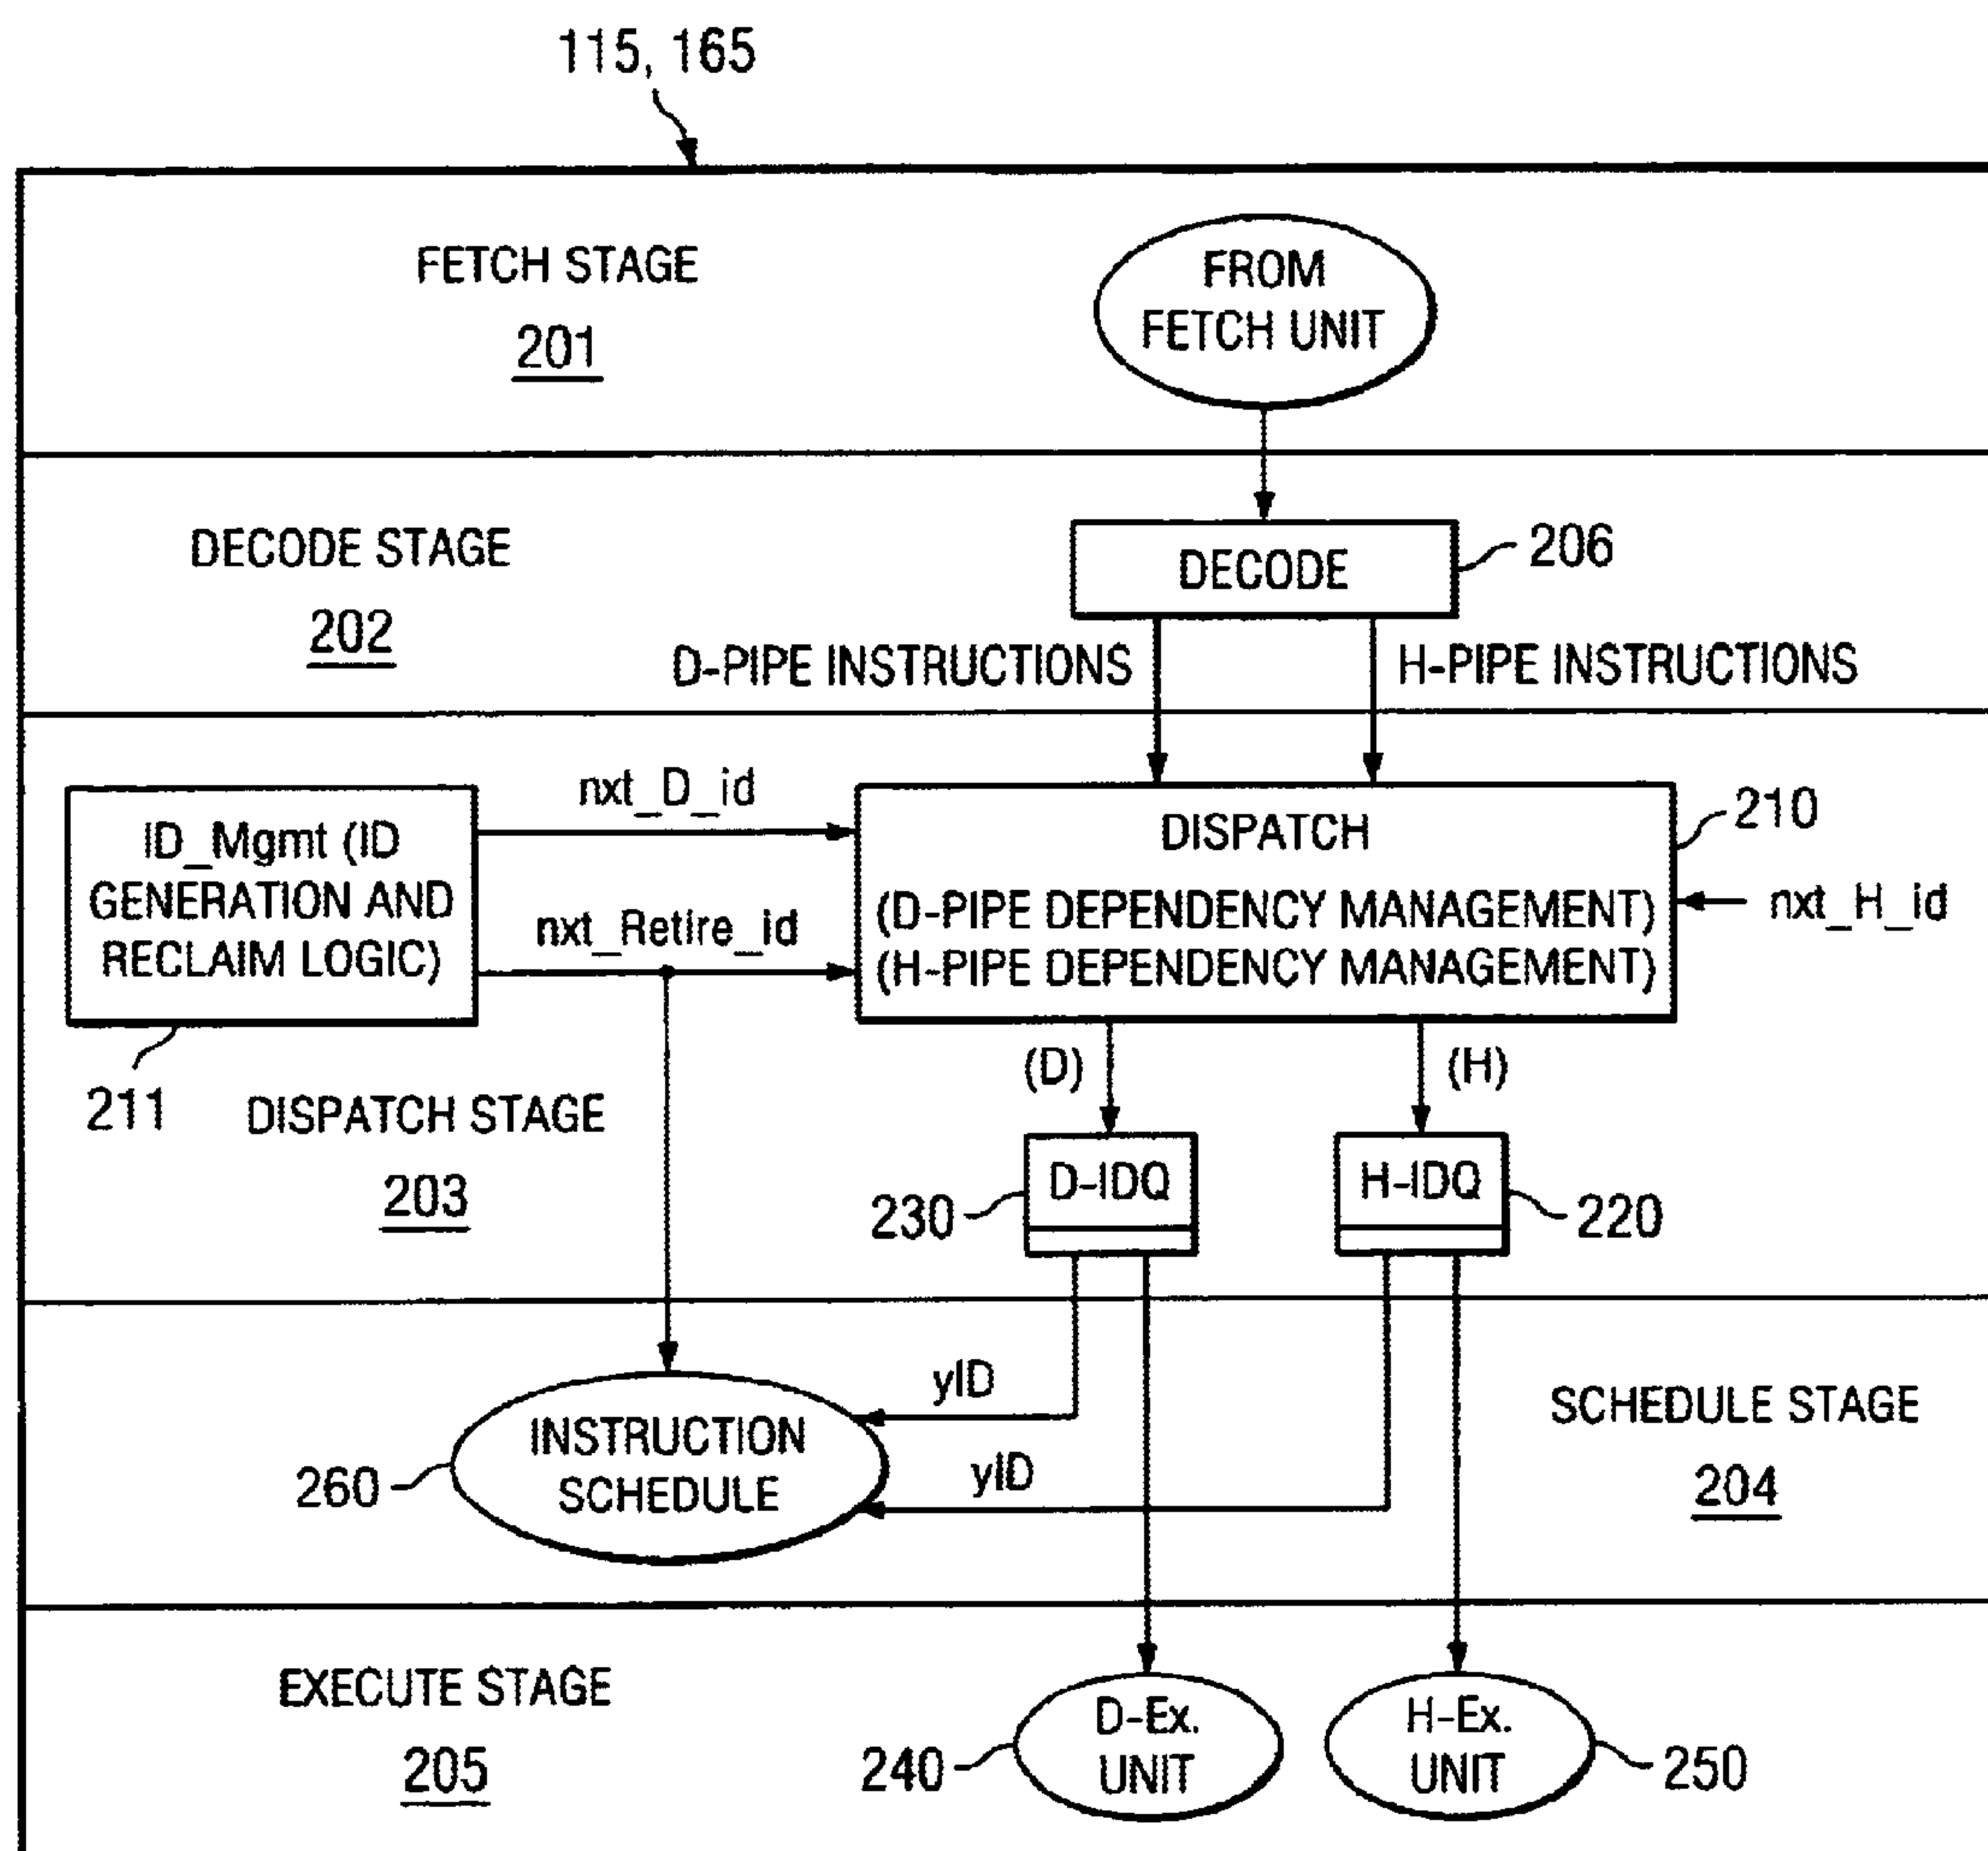 115, 165
FETCH STAGE
201
FROM
FETCH UNIT
DECODE STAGE
202
DECODE
206
D-PIPE INSTRUCTIONS
H-PIPE INSTRUCTIONS
ID_Mgmt (ID
GENERATION AND
RECLAIM LOGIC)
211
nxt_D_id
nxt_Retire_id
DISPATCH
(D-PIPE DEPENDENCY MANAGEMENT)
(H-PIPE DEPENDENCY MANAGEMENT)
210
nxt_H_id
DISPATCH STAGE
203
(D)
(H)
D-IDQ
230
H-IDQ
220
INSTRUCTION
SCHEDULE
260
yID
yID
SCHEDULE STAGE
204
EXECUTE STAGE
205
D-Ex.
UNIT
240
H-Ex.
UNIT
250